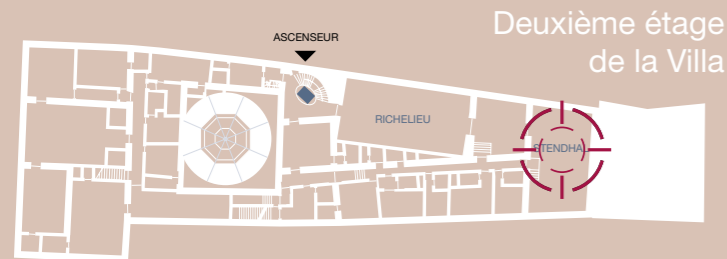 Deuxième étage
de la Villa
ASCENSEUR
RICHELIEU
STENDHAL